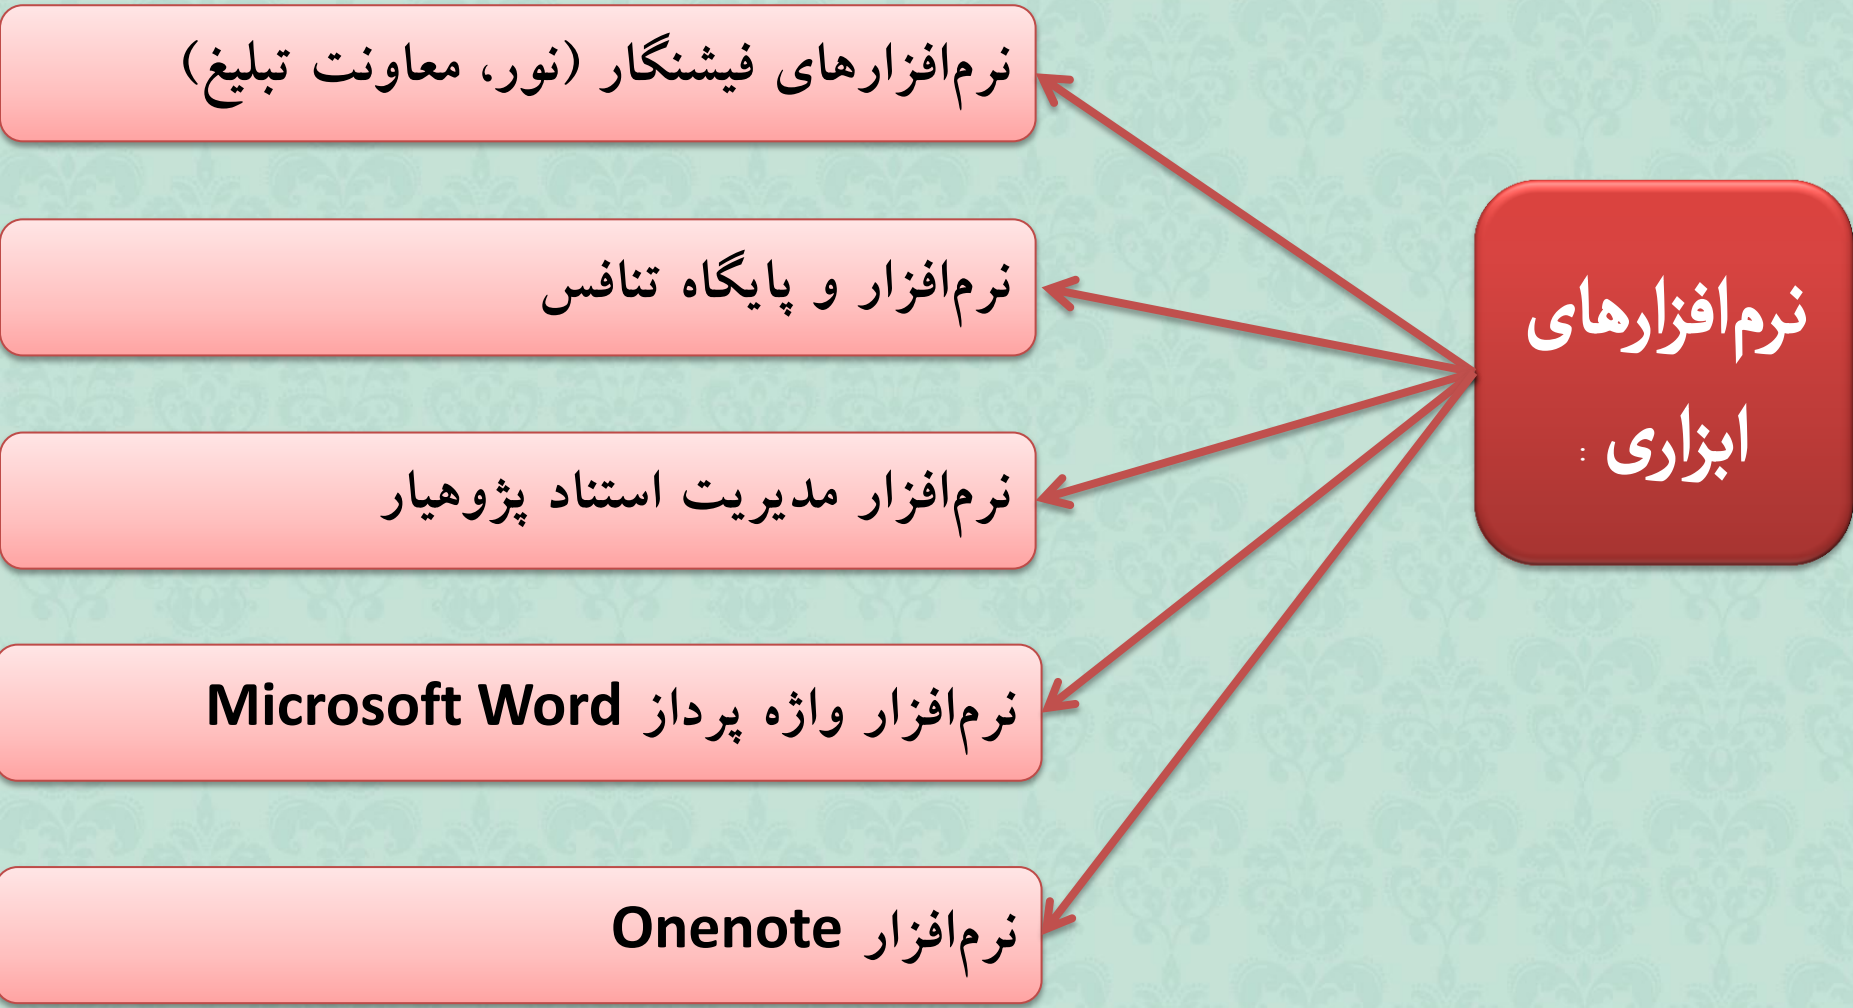 نرم‌افزارهای
ابزاری :
نرم‌افزارهای فیشنگار (نور، معاونت تبلیغ)
نرم‌افزار و پایگاه تنافس
نرم‌افزار مدیریت استناد پژوهیار
نرم‌افزار واژه پرداز Microsoft Word
نرم‌افزار Onenote